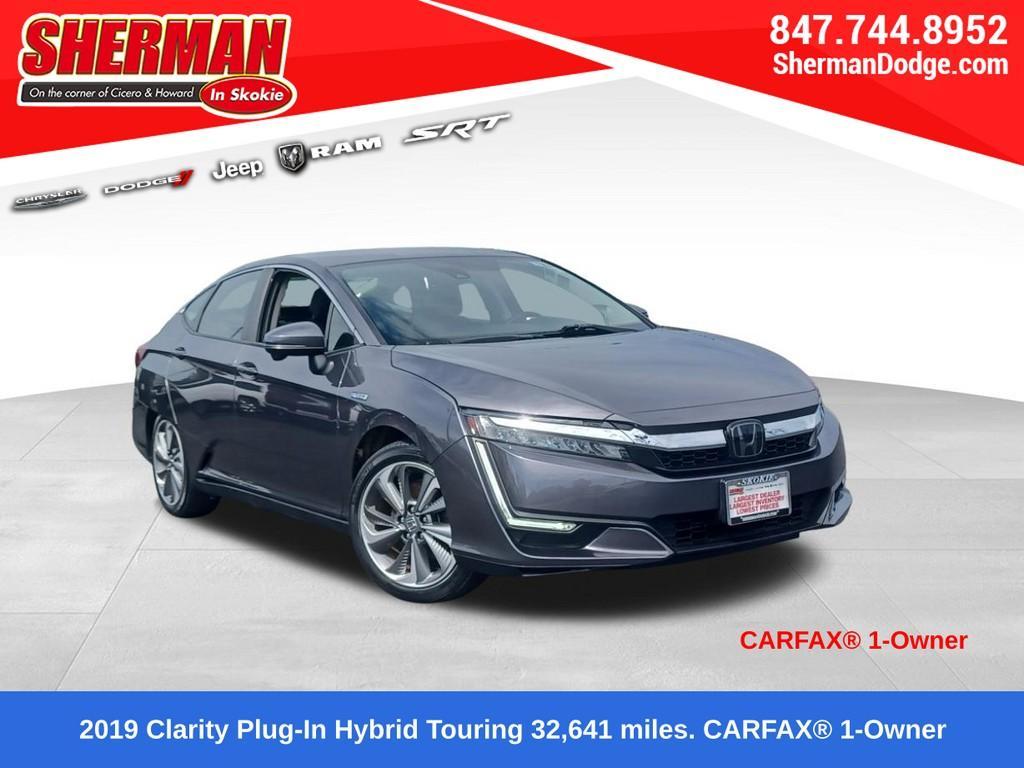 SHERMAN
On the corner of Cicero & Howard
In Skokie
847.744.8952
ShermanDodge.com
CHRYSLER
DODGE
Jeep
RAM
SRT
SKOKIE
LARGEST DEALER
LARGEST INVENTORY
LOWEST PRICES
CARFAX® 1-Owner
2019 Clarity Plug-In Hybrid Touring 32,641 miles. CARFAX® 1-Owner